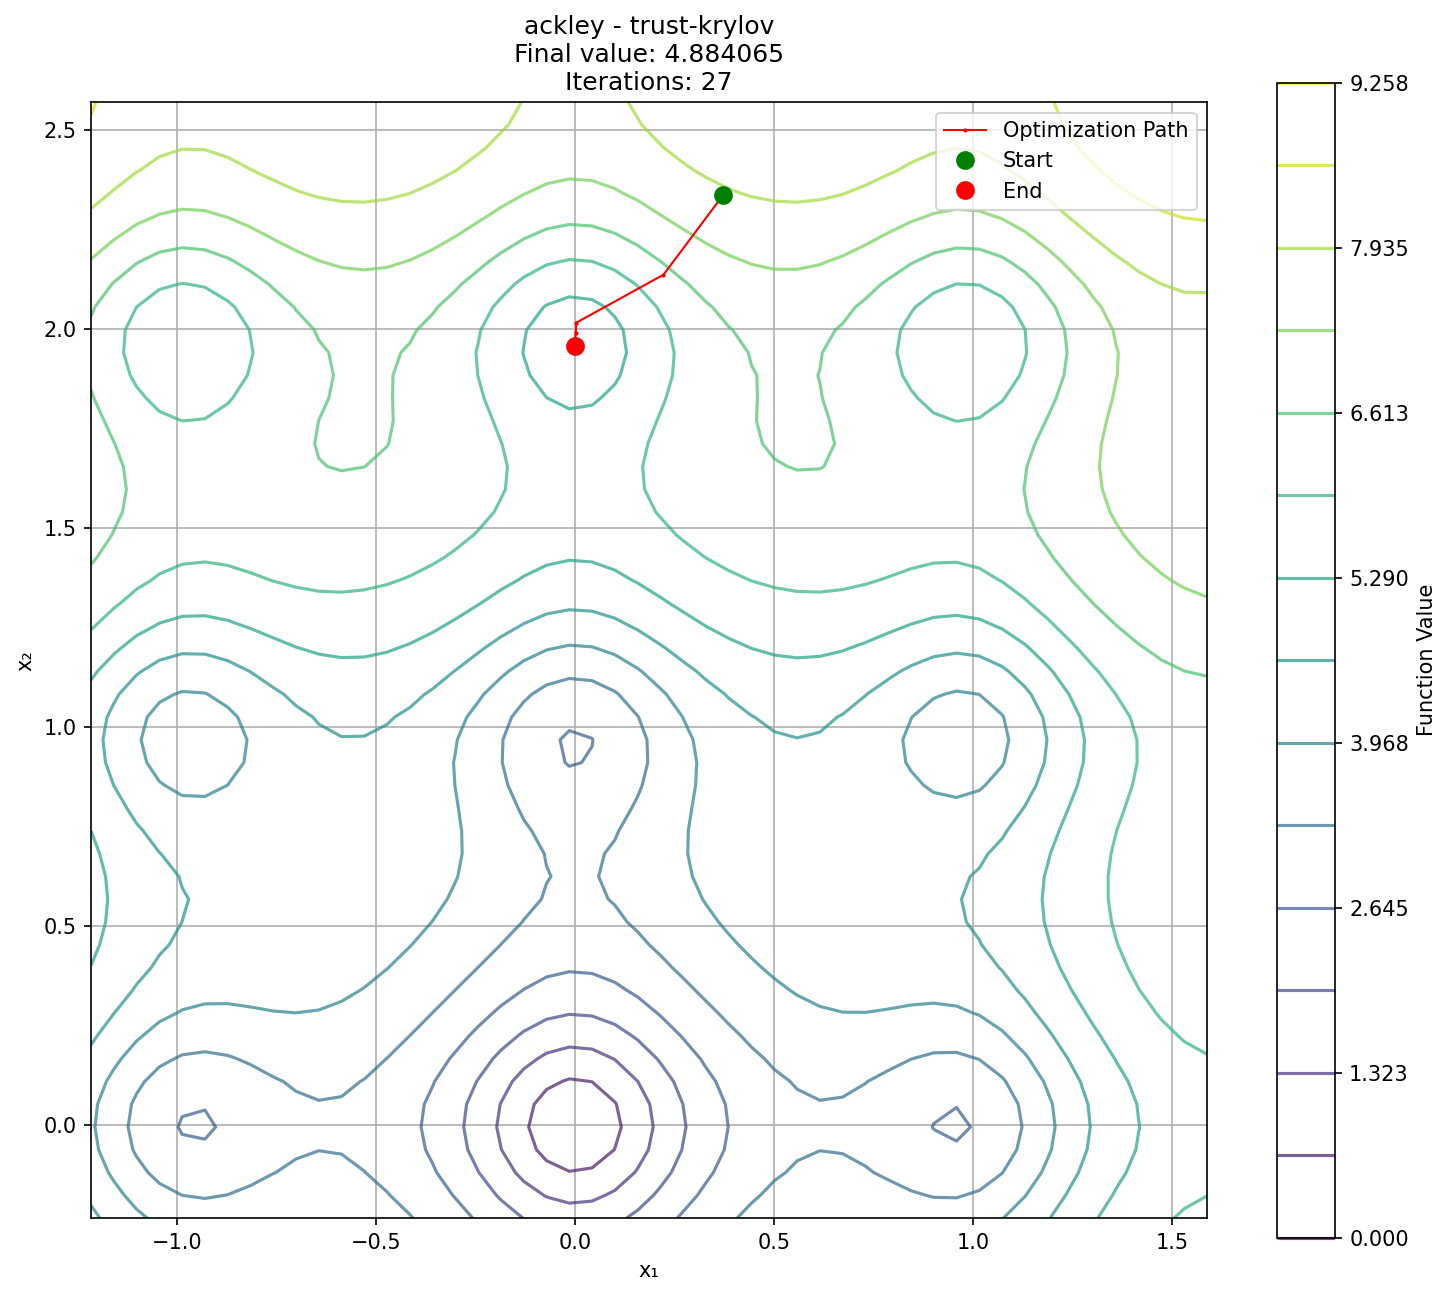 ackley - trust-krylov
Final value: 4.884065
Iterations: 27
Optimization Path
Start
End
2.5
2.0
1.5
1.0
0.5
0.0
x₂
−1.0
−0.5
0.0
0.5
1.0
1.5
x₁
9.258
7.935
6.613
5.290
3.968
2.645
1.323
0.000
Function Value